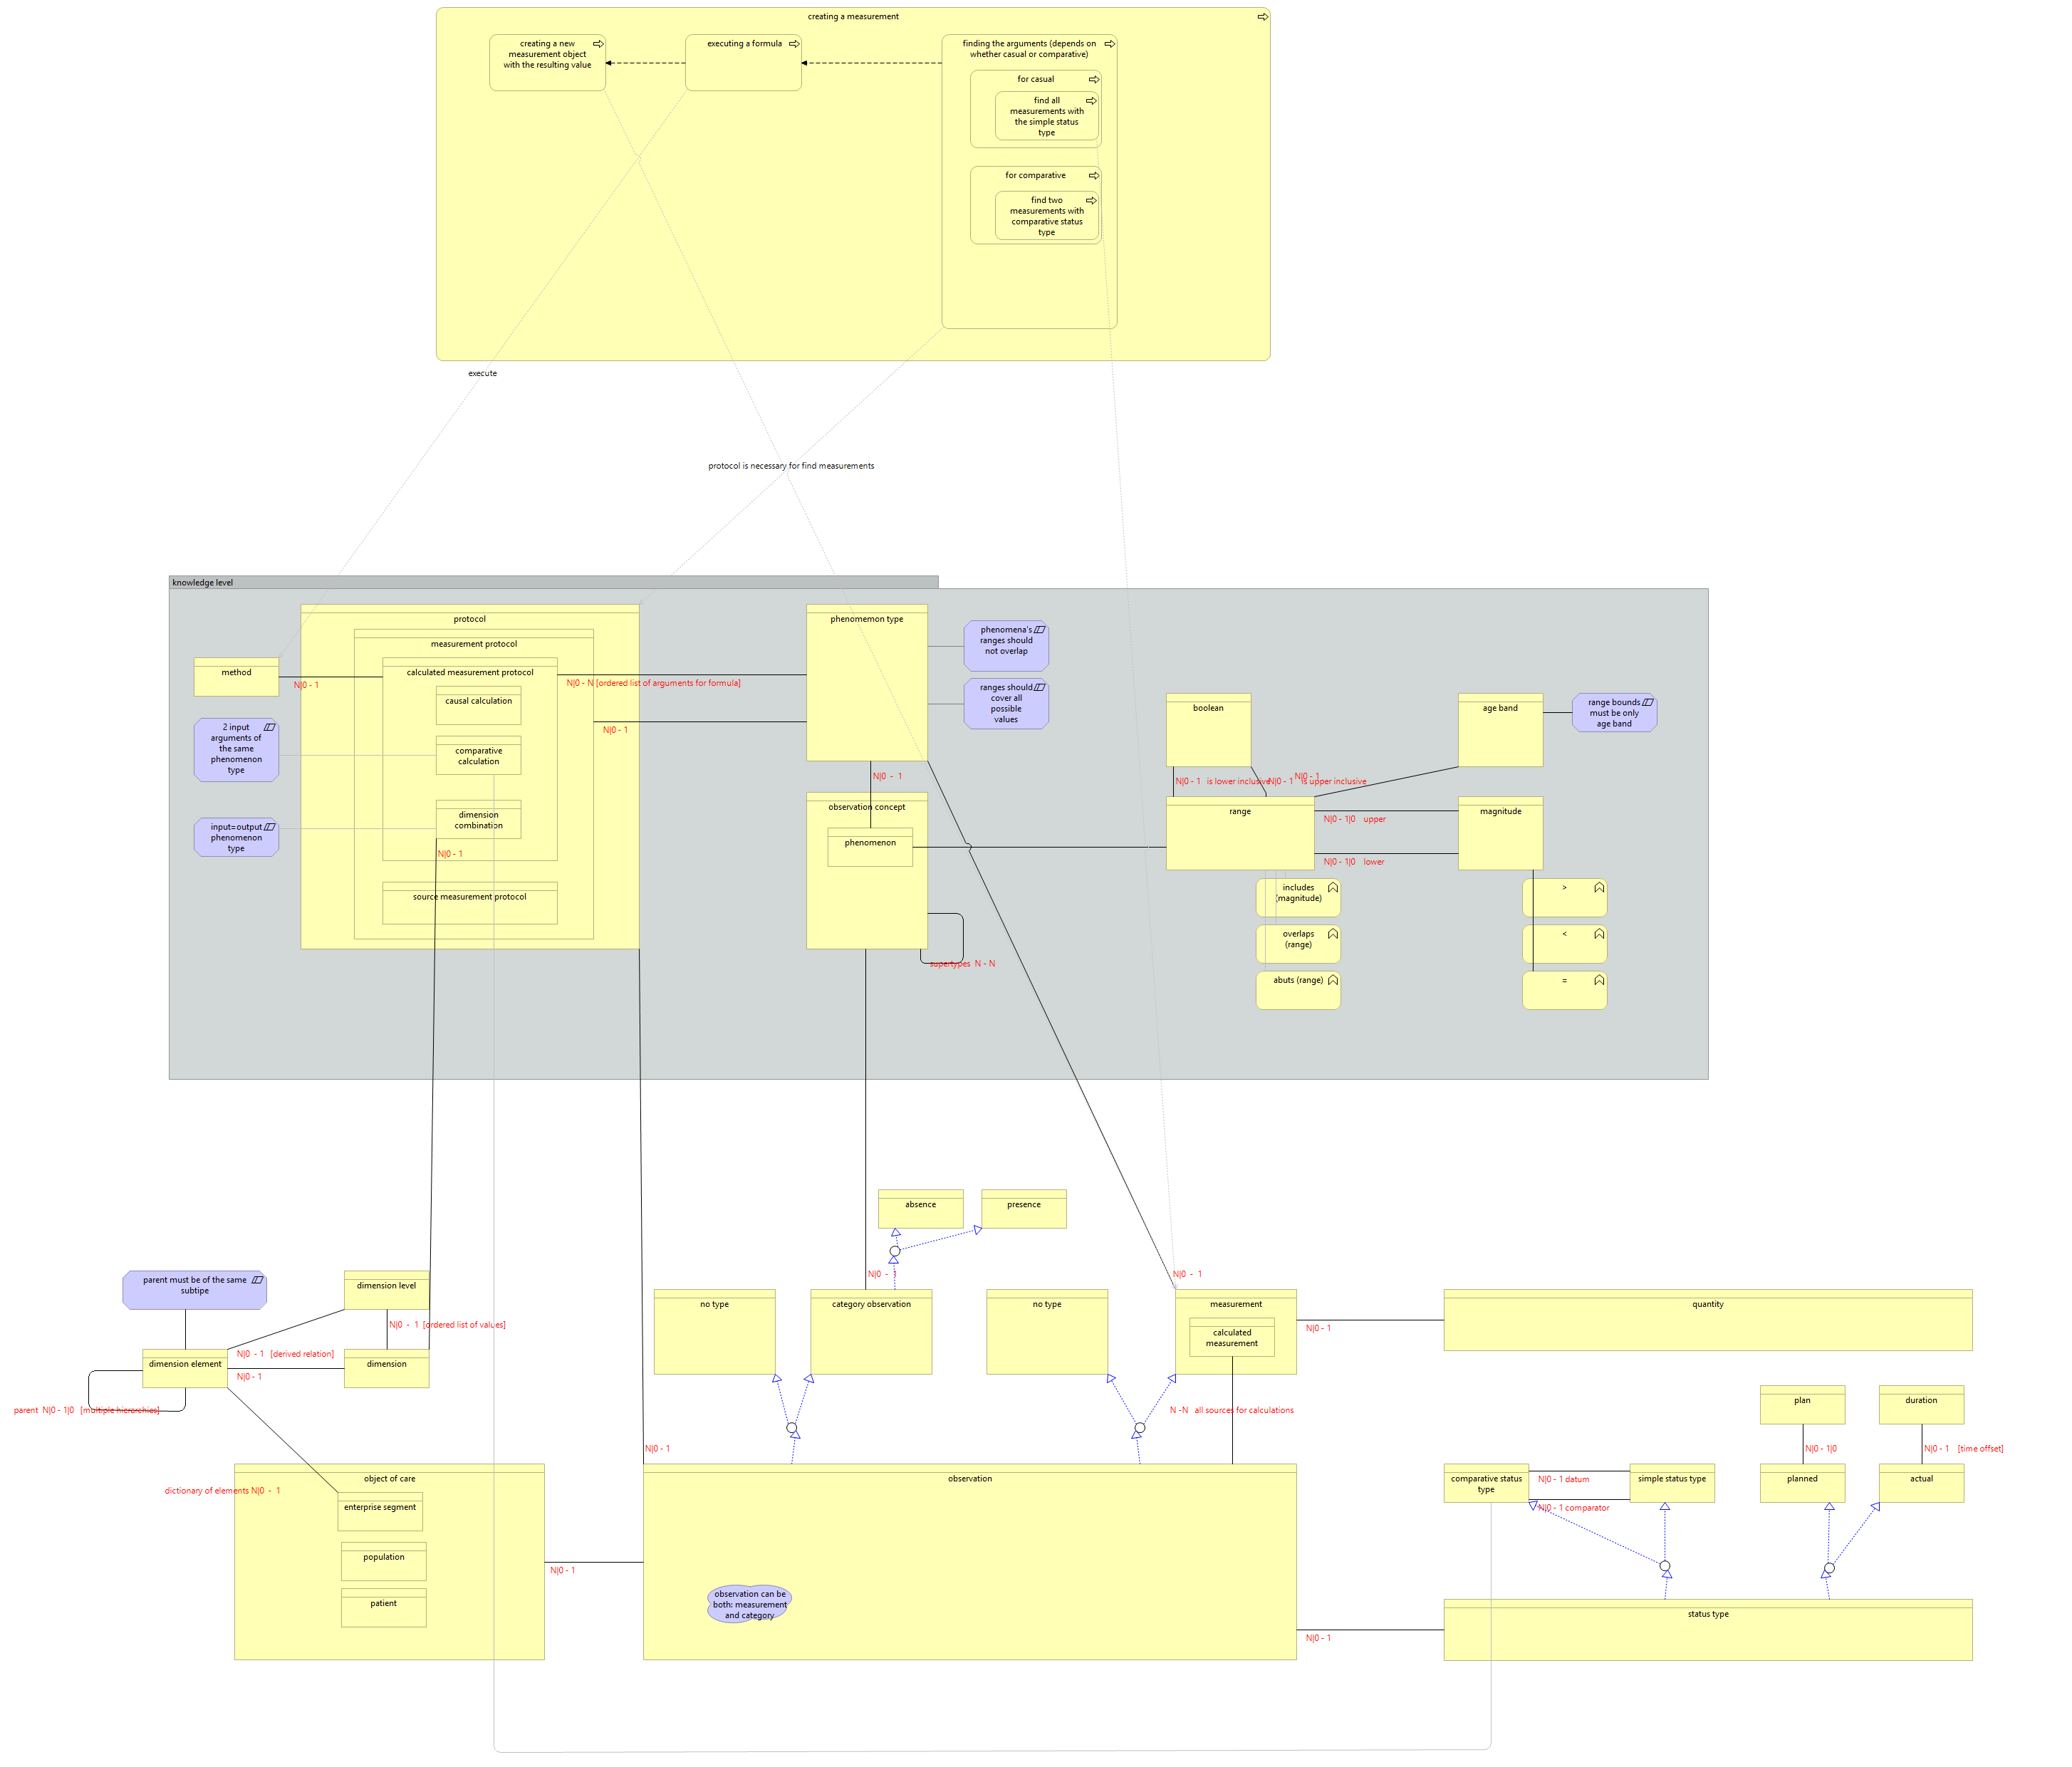 creating a measurement
creating a new
measurement object
with the resulting value
executing a formula
finding the arguments (depends on
whether casual or comparative)
for casual
find all
measurements with
the simple status
type
for comparative
find two
measurements with
comparative status
type
execute
protocol is necessary for find measurements
knowledge level
protocol
measurement protocol
method
N|0 - 1
calculated measurement protocol
causal calculation
2 input
arguments of
the same
phenomenon
type
comparative
calculation
input=output
phenomenon
type
dimension
combination
N|0 - 1
source measurement protocol
N|0 - N [ordered list of arguments for formula]
N|0 - 1
phenomemon type
phenomena's
ranges should
not overlap
ranges should
cover all
possible
values
N|0 - 1
observation concept
phenomenon
supertypes N - N
boolean
age band
range bounds
must be only
age band
N|0 - 1 is lower inclusive
N|0 - 1
N|0 - 1 is upper inclusive
range
magnitude
N|0 - 1|0 upper
N|0 - 1|0 lower
includes
(magnitude)
overlaps
(range)
abuts (range)
>
<
=
absence
presence
N|0 - 1
N|0 - 1
parent must be of the same
subtipe
dimension level
N|0 - 1 [ordered list of values]
N|0 - 1 [derived relation]
dimension element
dimension
N|0 - 1
parent N|0 - 1|0 [multiple hierarchies]
no type
category observation
no type
measurement
calculated
measurement
N|0 - 1
quantity
N -N all sources for calculations
plan
duration
N|0 - 1|0
N|0 - 1 [time offset]
N|0 - 1
object of care
dictionary of elements N|0 - 1
enterprise segment
population
patient
N|0 - 1
observation
observation can be
both: measurement
and category
comparative status
type
N|0 - 1 datum
N|0 - 1 comparator
simple status type
planned
actual
status type
N|0 - 1